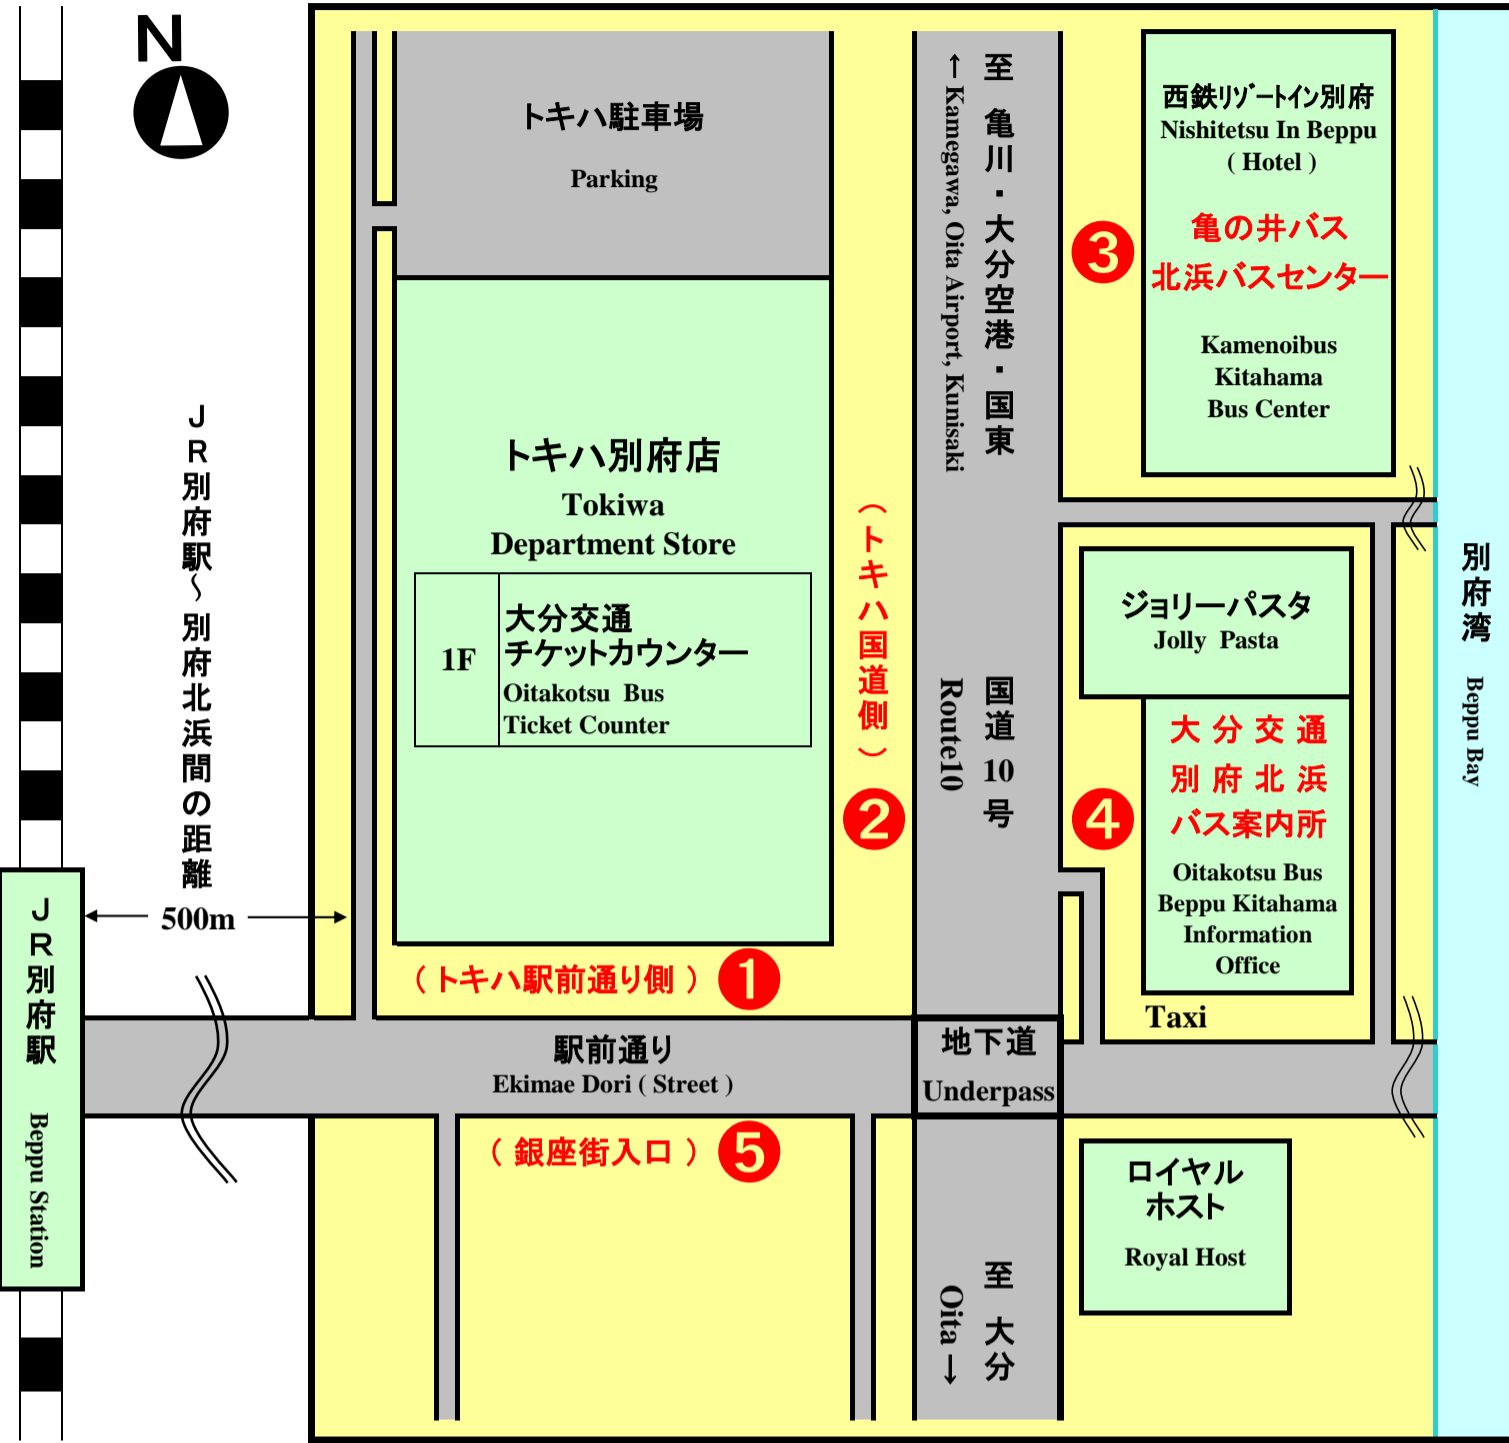 N
トキハ駐車場
Parking
至 亀川・大分空港・国東
← Kamegawa, Oita Airport, Kunisaki
西鉄リゾートイン別府
Nishitetsu In Beppu
( Hotel )
亀の井バス
北浜バスセンター
Kamenoibus
Kitahama
Bus Center
3
JR別府駅～別府北浜間の距離
500m
トキハ別府店
Tokiwa
Department Store
1F
大分交通
チケットカウンター
Oitakotsu Bus
Ticket Counter
(トキハ国道側)
2
国道10号
Route10
ジョリーパスタ
Jolly Pasta
4
大分交通
別府北浜
バス案内所
Oitakotsu Bus
Beppu Kitahama
Information
Office
Taxi
別府湾 Beppu Bay
JR別府駅 Beppu Station
(トキハ駅前通り側) 1
駅前通り
Ekimae Dori ( Street )
地下道
Underpass
( 銀座街入口 ) 5
ロイヤル
ホスト
Royal Host
至 大分
Oita →